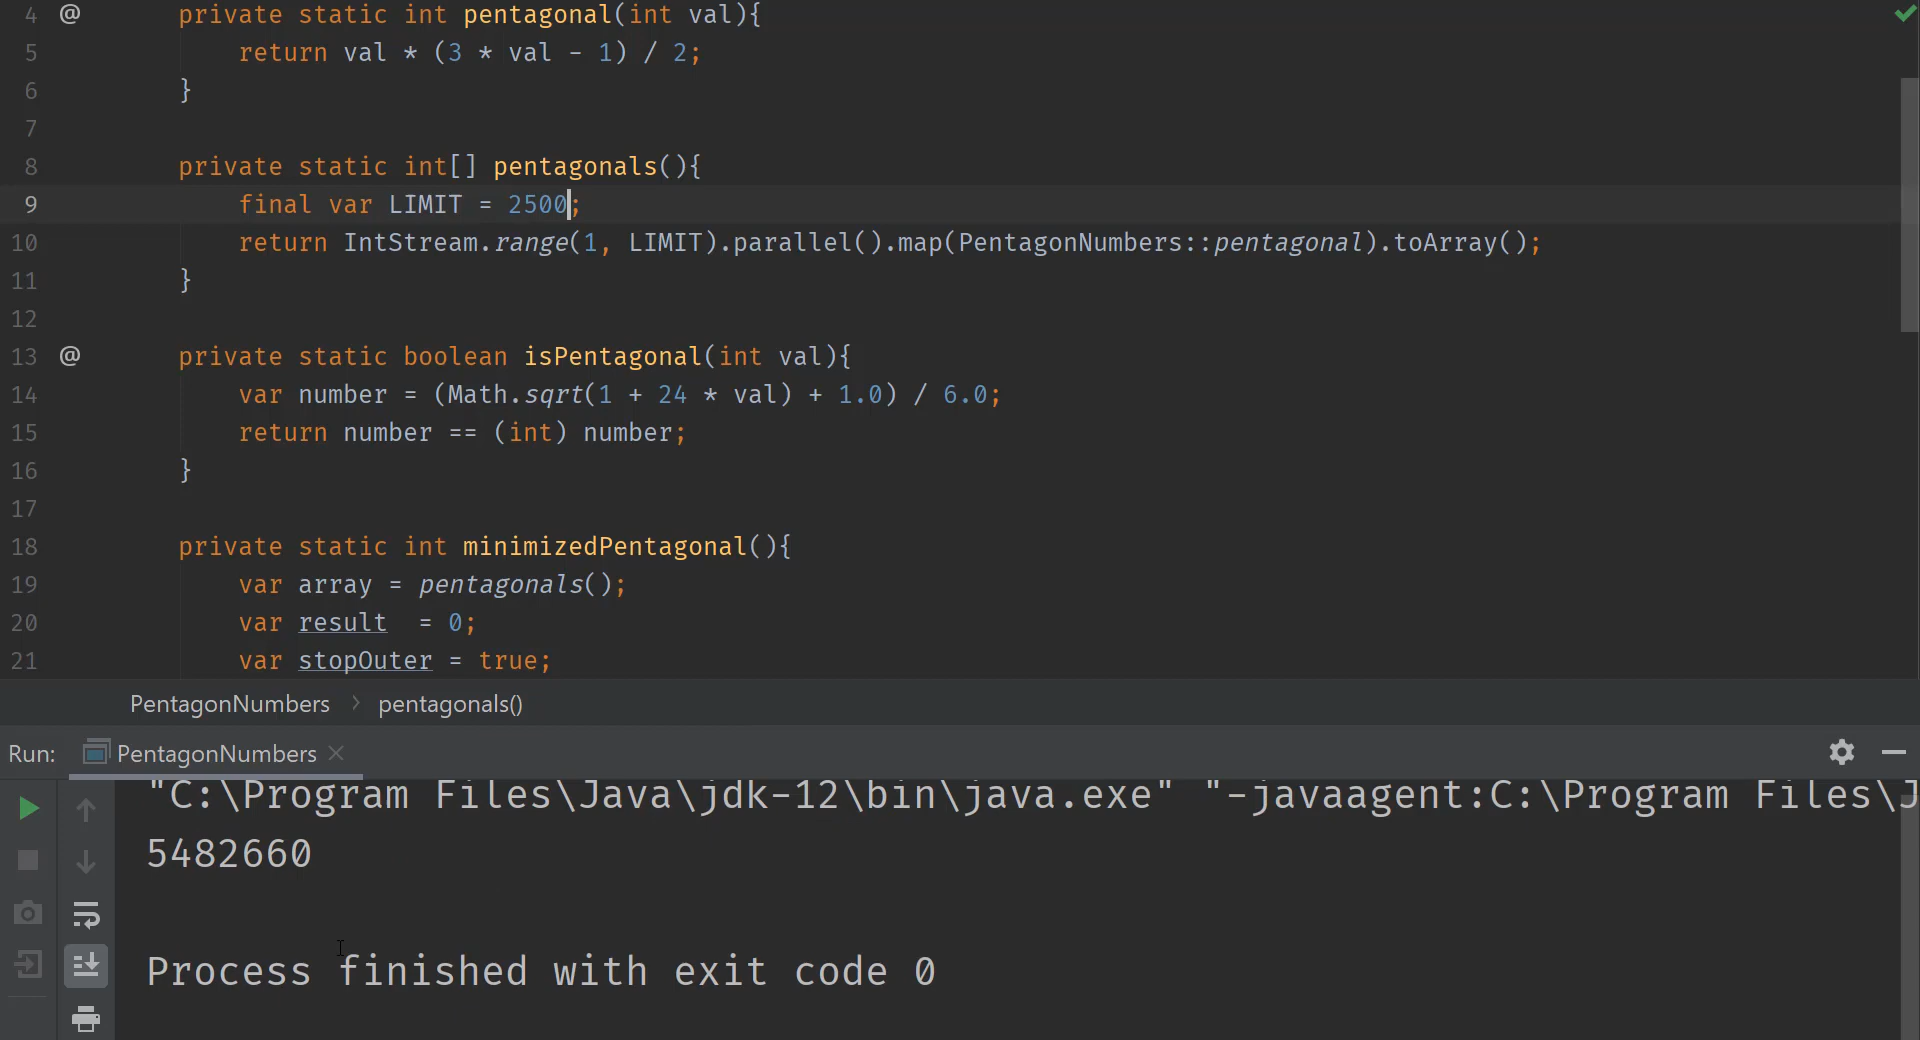 4 @ private static int pentagonal(int val){
5 return val * (3 * val - 1) / 2;
6 }
7
8 private static int[] pentagonals(){
9 final var LIMIT = 2500;
10 return IntStream.range(1, LIMIT).parallel().map(PentagonNumbers::pentagonal).toArray();
11 }
12
13 @ private static boolean isPentagonal(int val){
14 var number = (Math.sqrt(1 + 24 * val) + 1.0) / 6.0;
15 return number == (int) number;
16 }
17
18 private static int minimizedPentagonal(){
19 var array = pentagonals();
20 var result  = 0;
21 var stopOuter = true;
PentagonNumbers > pentagonals()
Run: PentagonNumbers ×
"C:\Program Files\Java\jdk-12\bin\java.exe" "-javaagent:C:\Program Files\J
5482660
Process finished with exit code 0